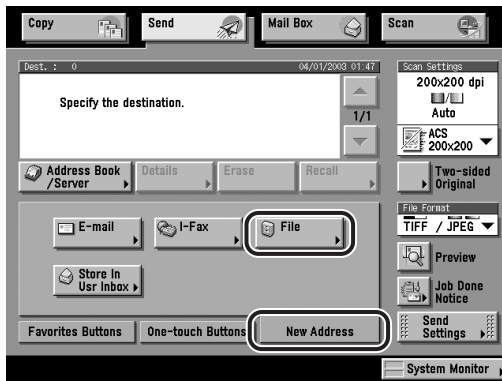 Copy
Send
Mail Box
Scan
Dest. : 0
04/01/2003 01:47
Specify the destination.
1/1
Scan Settings
200x200 dpi
Auto
ACS
200x200
Address Book
/Server
Details
Erase
Recall
Two-sided
Original
File Format
TIFF / JPEG
E-mail
I-Fax
File
Preview
Store In
Usr Inbox
Job Done
Notice
Favorites Buttons
One-touch Buttons
New Address
Send
Settings
System Monitor